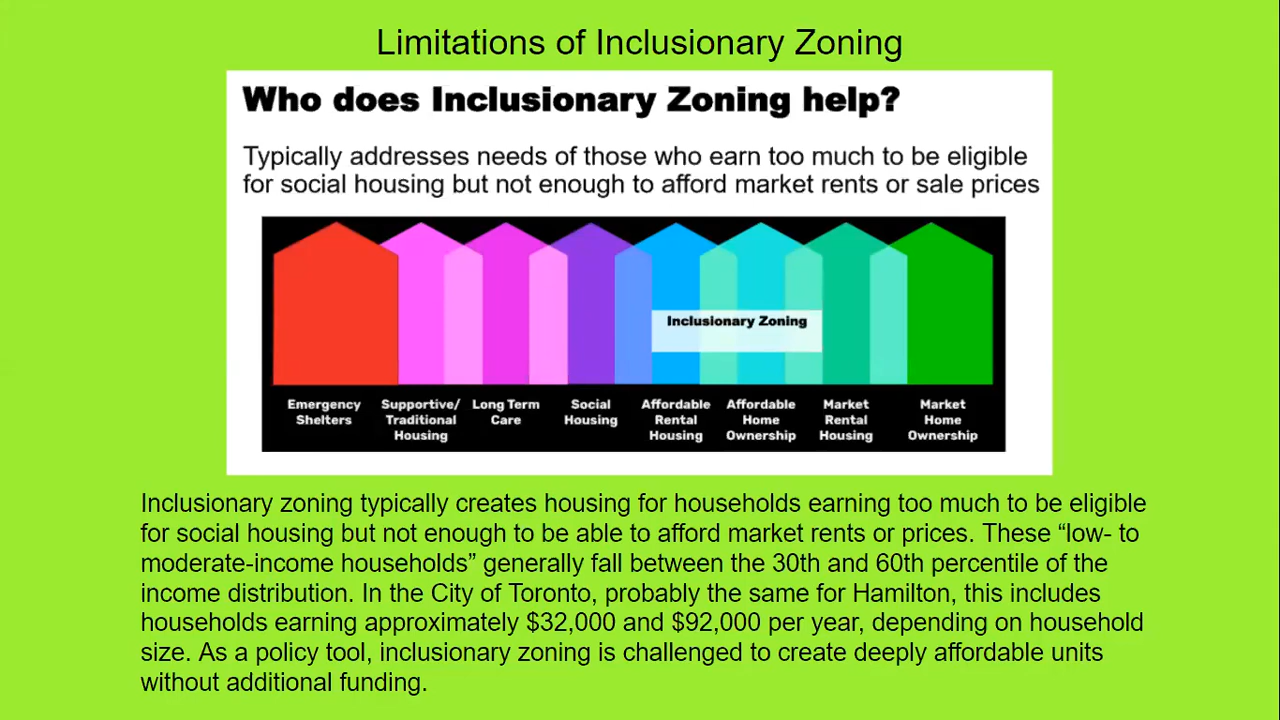 Limitations of Inclusionary Zoning
Who does Inclusionary Zoning help?
Typically addresses needs of those who earn too much to be eligible
for social housing but not enough to afford market rents or sale prices
Inclusionary Zoning
Emergency
Shelters
Supportive/
Traditional
Housing
Long Term
Care
Social
Housing
Affordable
Rental
Housing
Affordable
Home
Ownership
Market
Rental
Housing
Market
Home
Ownership
Inclusionary zoning typically creates housing for households earning too much to be eligible
for social housing but not enough to be able to afford market rents or prices. These “low- to
moderate-income households” generally fall between the 30th and 60th percentile of the
income distribution. In the City of Toronto, probably the same for Hamilton, this includes
households earning approximately $32,000 and $92,000 per year, depending on household
size. As a policy tool, inclusionary zoning is challenged to create deeply affordable units
without additional funding.